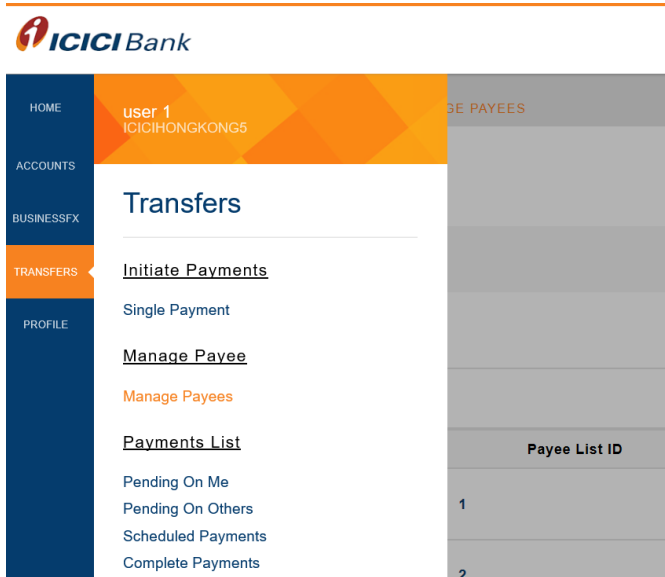 ICICI Bank
HOME
ACCOUNTS
BUSINESSFX
TRANSFERS
PROFILE
user 1
ICICIHONGKONG5
Transfers
Initiate Payments
Single Payment
Manage Payee
Manage Payees
Payments List
Pending On Me
Pending On Others
Scheduled Payments
Complete Payments
GE PAYEES
Payee List ID
1
2